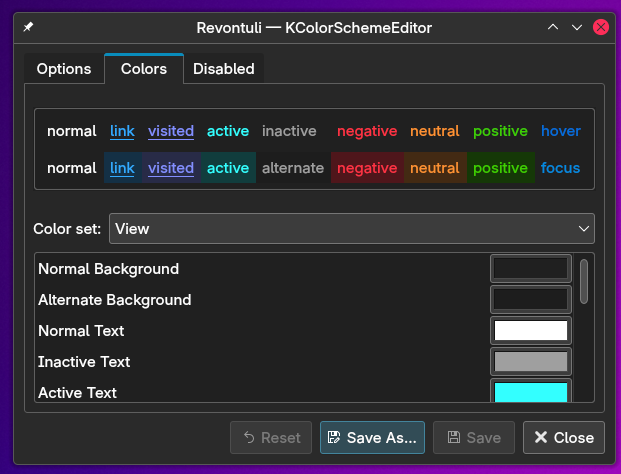 Revontuli — KColorSchemeEditor
Options Colors Disabled
normal link visited active inactive negative neutral positive hover
normal link visited active alternate negative neutral positive focus
Color set: View
Normal Background
Alternate Background
Normal Text
Inactive Text
Active Text
Reset Save As... Save Close